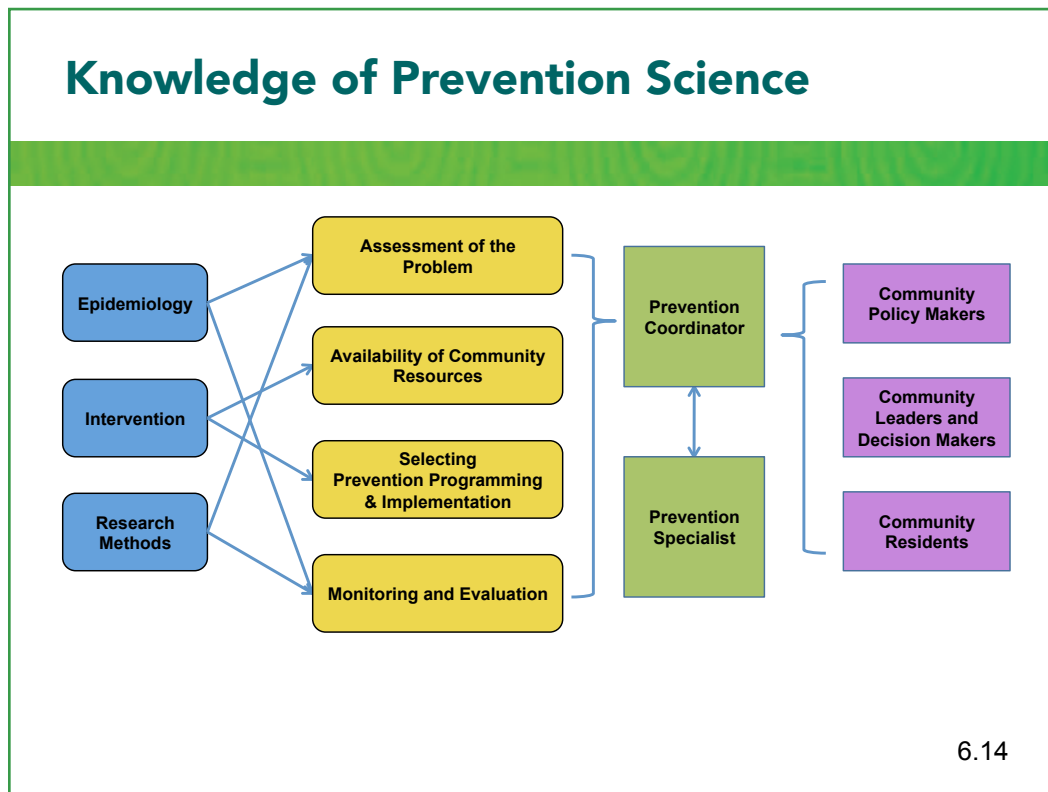 Knowledge of Prevention Science
Epidemiology
Intervention
Research
Methods
Assessment of the
Problem
Availability of Community
Resources
Selecting
Prevention Programming
& Implementation
Monitoring and Evaluation
Prevention
Coordinator
Prevention
Specialist
Community
Policy Makers
Community
Leaders and
Decision Makers
Community
Residents
6.14